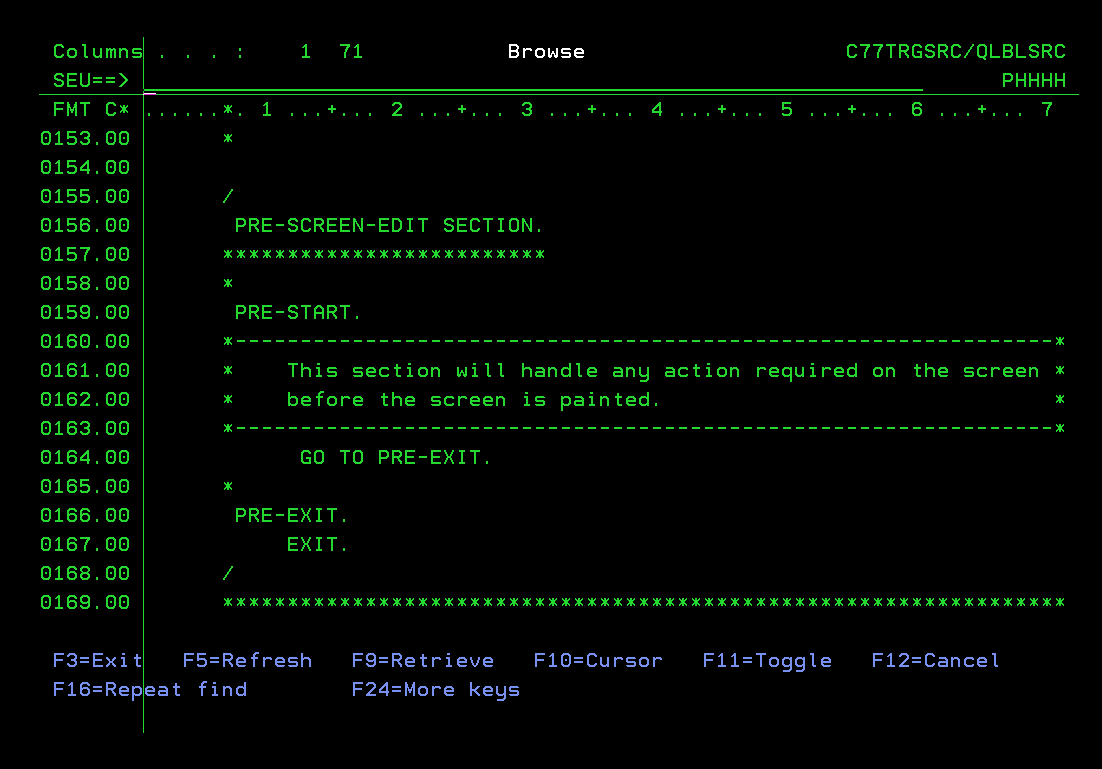 Columns . . . :    1  71           Browse                    C77TRGSRC/QLBLSRC
SEU==>                                                                   PHHHH
FMT C* ......*. 1 ...+... 2 ...+... 3 ...+... 4 ...+... 5 ...+... 6 ...+... 7
0153.00       *
0154.00
0155.00       /
0156.00        PRE-SCREEN-EDIT SECTION.
0157.00       *************************
0158.00       *
0159.00        PRE-START.
0160.00       *---------------------------------------------------------------*
0161.00       *    This section will handle any action required on the screen *
0162.00       *    before the screen is painted.                              *
0163.00       *---------------------------------------------------------------*
0164.00             GO TO PRE-EXIT.
0165.00       *
0166.00        PRE-EXIT.
0167.00            EXIT.
0168.00       /
0169.00       *****************************************************************
F3=Exit   F5=Refresh   F9=Retrieve   F10=Cursor   F11=Toggle   F12=Cancel
F16=Repeat find        F24=More keys